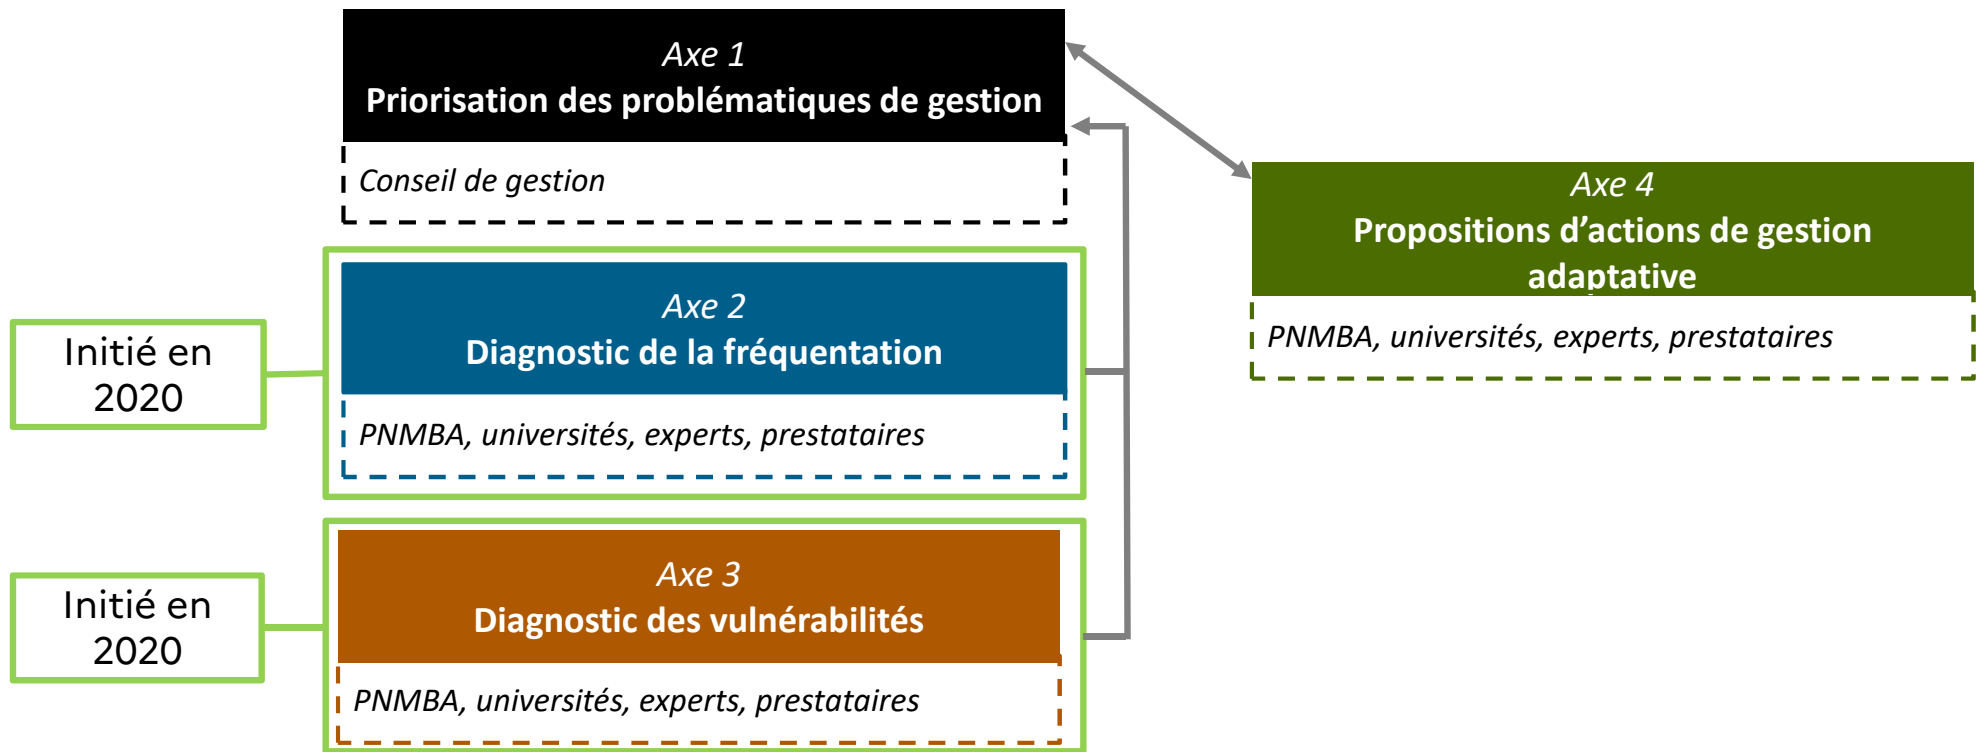 Axe 1
Priorisation des problématiques de gestion
Conseil de gestion
Axe 4
Propositions d’actions de gestion
adaptative
PNMBA, universités, experts, prestataires
Initié en
2020
Axe 2
Diagnostic de la fréquentation
PNMBA, universités, experts, prestataires
Initié en
2020
Axe 3
Diagnostic des vulnérabilités
PNMBA, universités, experts, prestataires